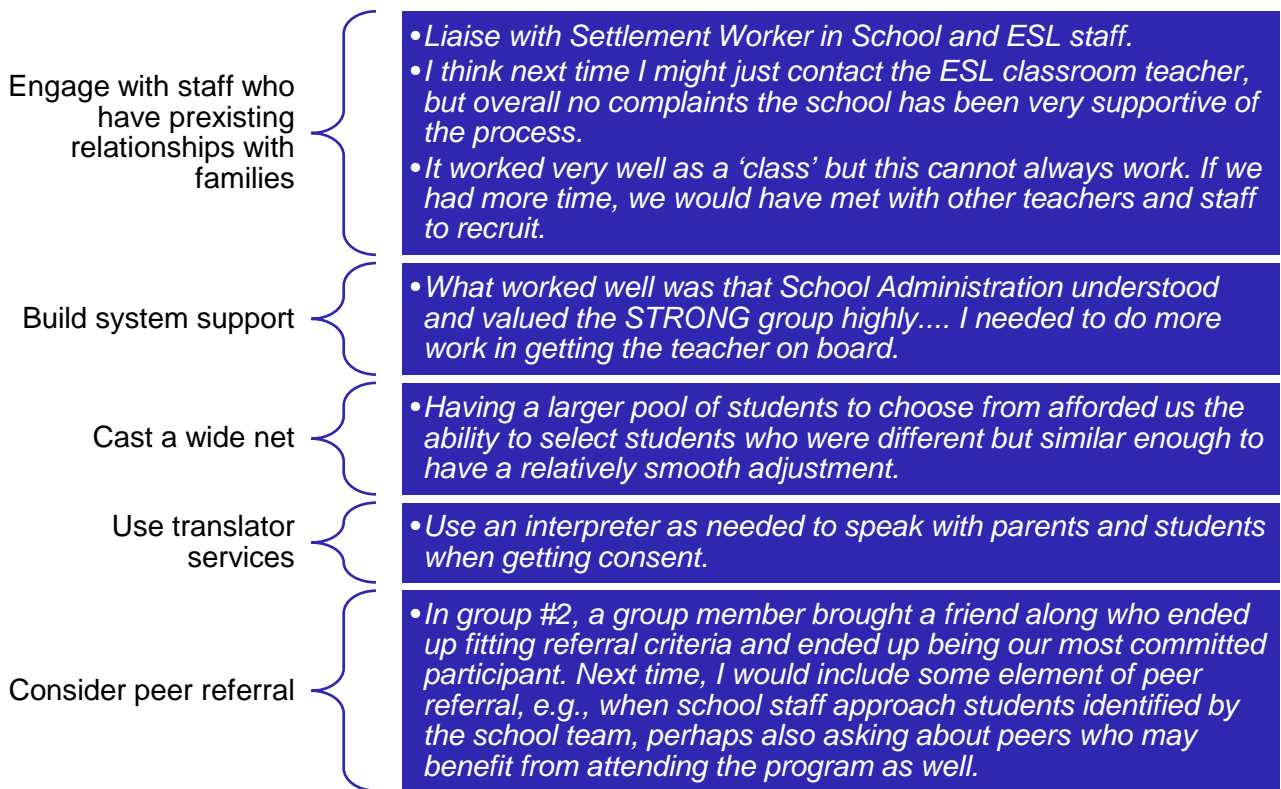 Engage with staff who
have prexisting
relationships with
families
•Liaise with Settlement Worker in School and ESL staff.
•I think next time I might just contact the ESL classroom teacher,
but overall no complaints the school has been very supportive of
the process.
•It worked very well as a ‘class’ but this cannot always work. If we
had more time, we would have met with other teachers and staff
to recruit.
Build system support
•What worked well was that School Administration understood
and valued the STRONG group highly.... I needed to do more
work in getting the teacher on board.
Cast a wide net
•Having a larger pool of students to choose from afforded us the
ability to select students who were different but similar enough to
have a relatively smooth adjustment.
Use translator
services
•Use an interpreter as needed to speak with parents and students
when getting consent.
Consider peer referral
•In group #2, a group member brought a friend along who ended
up fitting referral criteria and ended up being our most committed
participant. Next time, I would include some element of peer
referral, e.g., when school staff approach students identified by
the school team, perhaps also asking about peers who may
benefit from attending the program as well.